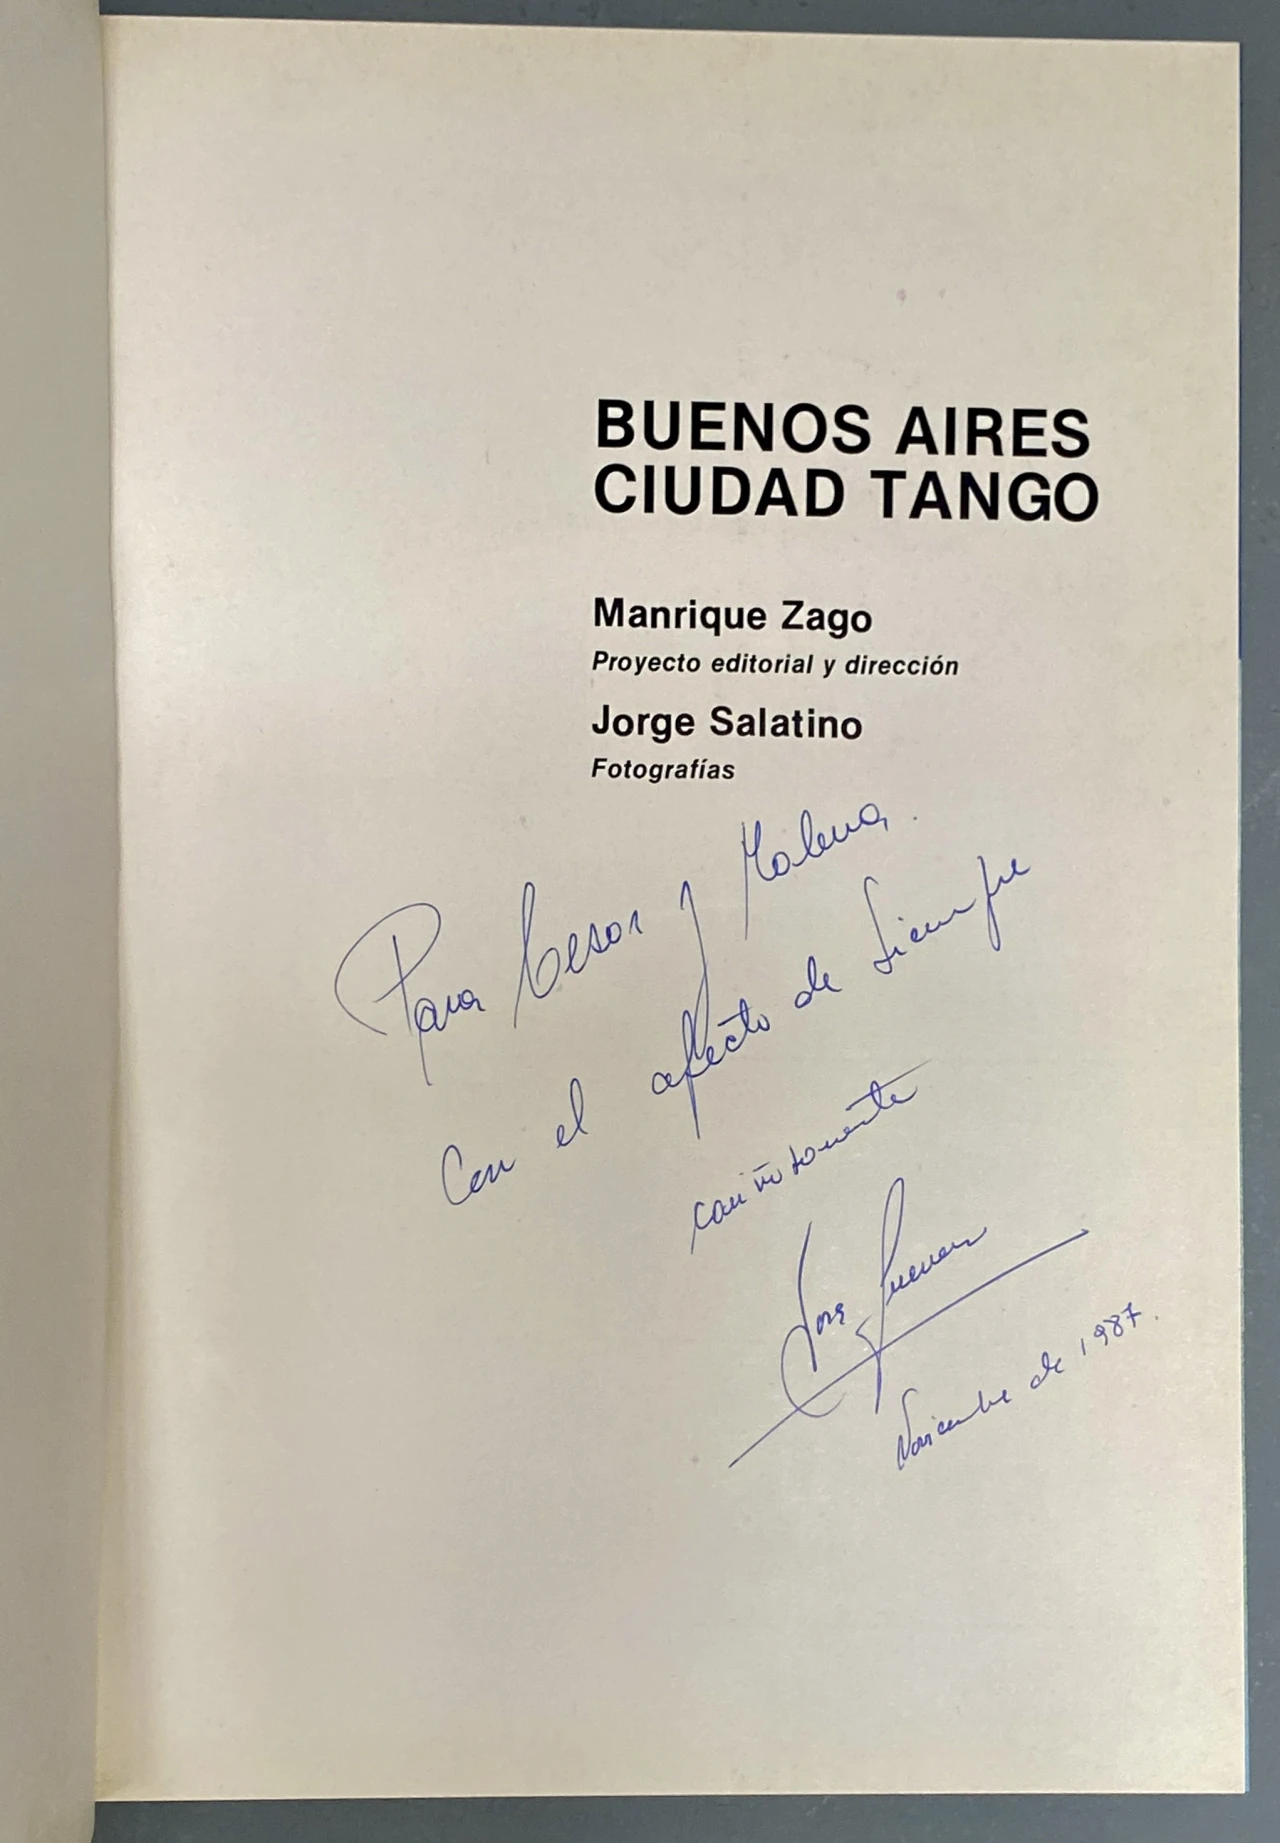 BUENOS AIRES
CIUDAD TANGO
Manrique Zago
Proyecto editorial y dirección
Jorge Salatino
Fotografías
Para Cesar y Malena.
Con el afecto de siempre
cariñosamente
Noviembre de 1987.